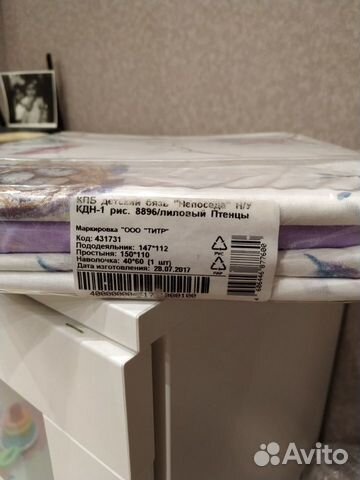 КПБ Детский бязь "Непоседа" Н/У
КДН-1 рис. 8896/лиловый Птенцы
Маркировка "ООО "ТИТР"
Код: 431731
Пододеяльник: 147*112
Простыня: 150*110
Наволочка: 40*60 (1 шт)
Дата изготовления: 28.07.2017
Avito